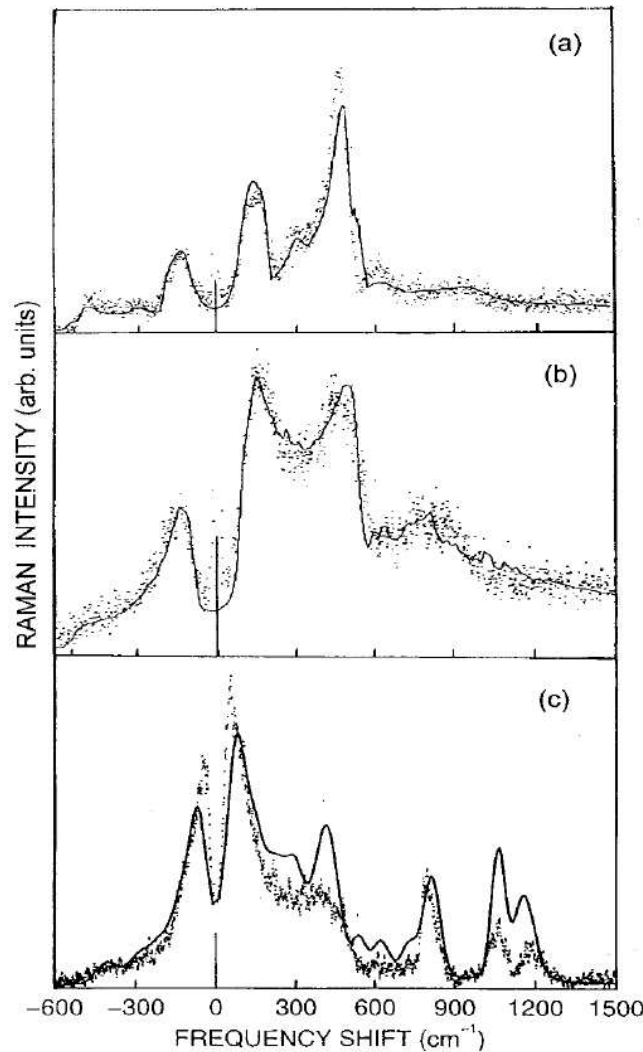 (a)
(b)
(c)
RAMAN INTENSITY (arb. units)
−600 −300 0 300 600 900 1200 1500
FREQUENCY SHIFT (cm⁻¹)